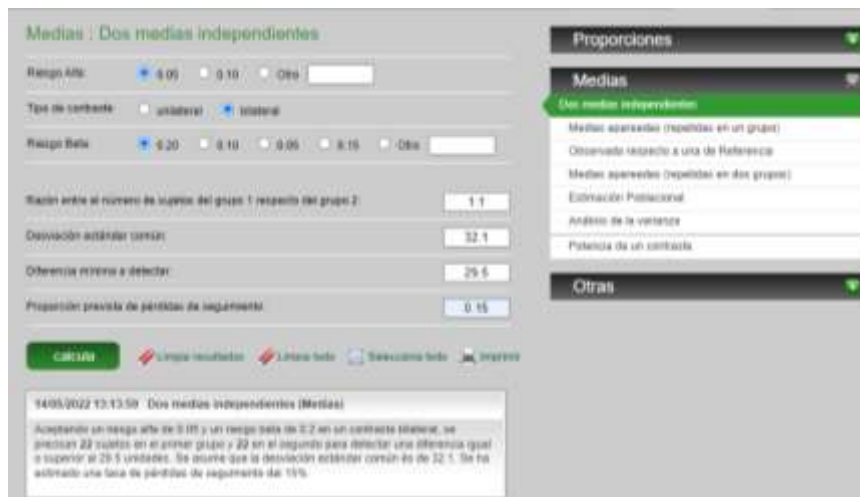 Medias : Dos medias independientes
Riesgo Alfa: 0.05 0.10 Otro
Tipo de contraste: unilateral bilateral
Riesgo Beta: 0.20 0.10 0.05 0.15 Otro
Razón entre el número de sujetos del grupo 1 respecto del grupo 2: 1.1
Desviación estándar común: 32.1
Diferencia mínima a detectar: 29.5
Proporción prevista de pérdidas de seguimiento: 0.15
calcula Limpia resultados Limpia todo Selecciona todo Imprimir
14/05/2022 13:13:59 Dos medias independientes (Medias)
Aceptando un riesgo alfa de 0.05 y un riesgo beta de 0.2 en un contraste bilateral, se
precisan 22 sujetos en el primer grupo y 22 en el segundo para detectar una diferencia igual
o superior al 29.5 unidades. Se asume que la desviación estándar común és de 32.1. Se ha
estimado una tasa de pérdidas de seguimiento del 15%.
Proporciones
Medias
Dos medias independientes
Medias apareadas (repetidas en un grupo)
Observado respecto a una de Referencia
Medias apareadas (repetidas en dos grupos)
Estimación Poblacional
Análisis de la varianza
Potencia de un contraste
Otras